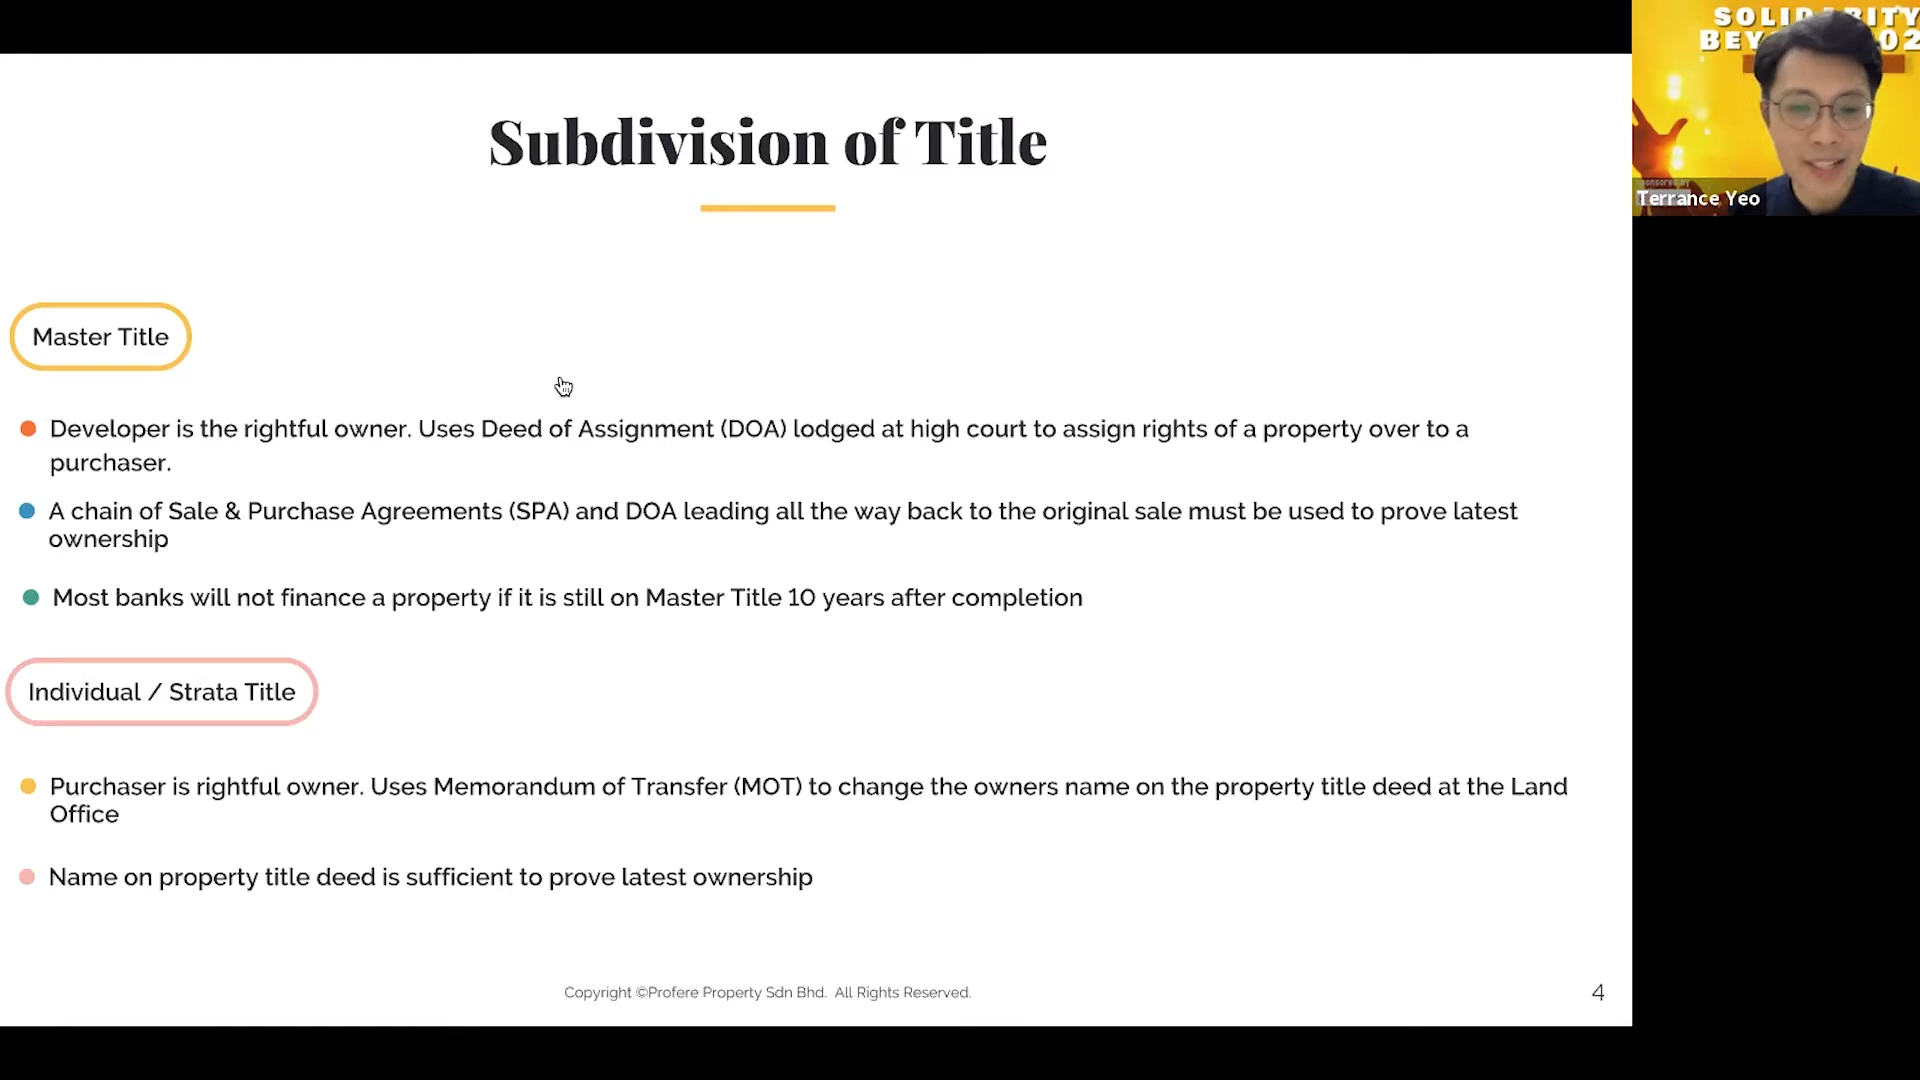 Subdivision of Title
Master Title
Developer is the rightful owner. Uses Deed of Assignment (DOA) lodged at high court to assign rights of a property over to a
purchaser.
A chain of Sale & Purchase Agreements (SPA) and DOA leading all the way back to the original sale must be used to prove latest
ownership
Most banks will not finance a property if it is still on Master Title 10 years after completion
Individual / Strata Title
Purchaser is rightful owner. Uses Memorandum of Transfer (MOT) to change the owners name on the property title deed at the Land
Office
Name on property title deed is sufficient to prove latest ownership
Copyright ©Profere Property Sdn Bhd. All Rights Reserved.
4
Terrance Yeo